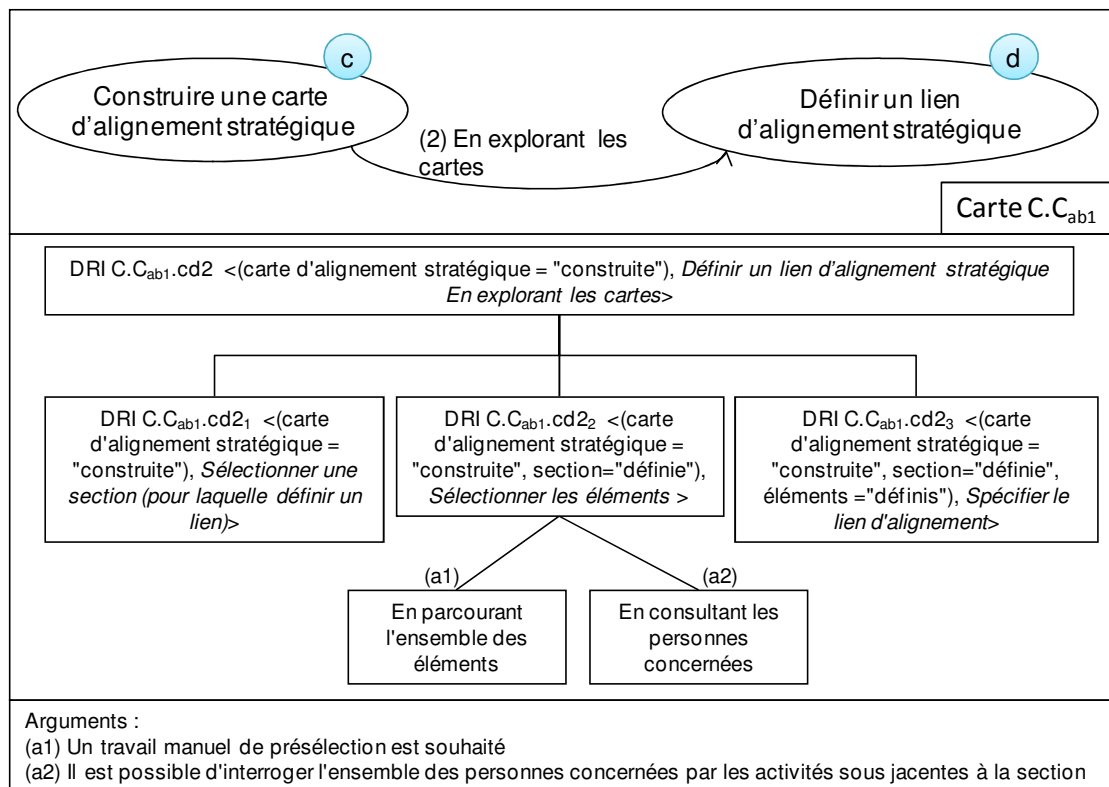 c
Construire une carte
d'alignement stratégique
(2) En explorant les
cartes
d
Définir un lien
d'alignement stratégique
Carte C.Cab1
DRI C.Cab1.cd2 <(carte d'alignement stratégique = "construite"), Définir un lien d'alignement stratégique
En explorant les cartes>
DRI C.Cab1.cd21 <(carte
d'alignement stratégique =
"construite"), Sélectionner une
section (pour laquelle définir un
lien)>
DRI C.Cab1.cd22 <(carte
d'alignement stratégique =
"construite", section="définie"),
Sélectionner les éléments >
DRI C.Cab1.cd23 <(carte
d'alignement stratégique =
"construite", section="définie",
éléments ="définis"), Spécifier le
lien d'alignement>
(a1)
(a2)
En parcourant
l'ensemble des
éléments
En consultant les
personnes
concernées
Arguments :
(a1) Un travail manuel de présélection est souhaité
(a2) Il est possible d'interroger l'ensemble des personnes concernées par les activités sous jacentes à la section